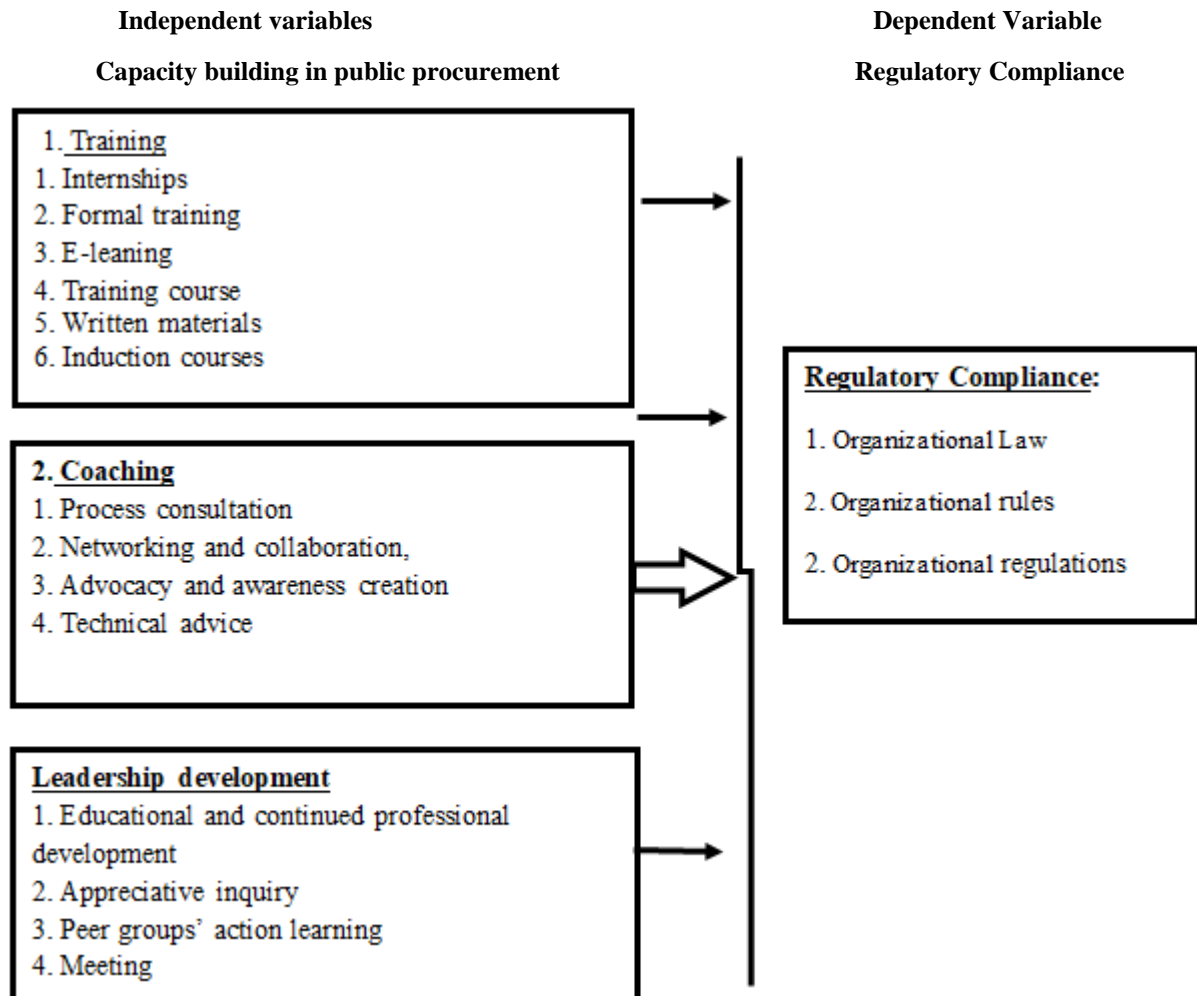 Independent variables
Dependent Variable
Capacity building in public procurement
Regulatory Compliance
1. Training
1. Internships
2. Formal training
3. E-leaning
4. Training course
5. Written materials
6. Induction courses
2. Coaching
1. Process consultation
2. Networking and collaboration,
3. Advocacy and awareness creation
4. Technical advice
Leadership development
1. Educational and continued professional
development
2. Appreciative inquiry
3. Peer groups’ action learning
4. Meeting
Regulatory Compliance:
1. Organizational Law
2. Organizational rules
2. Organizational regulations